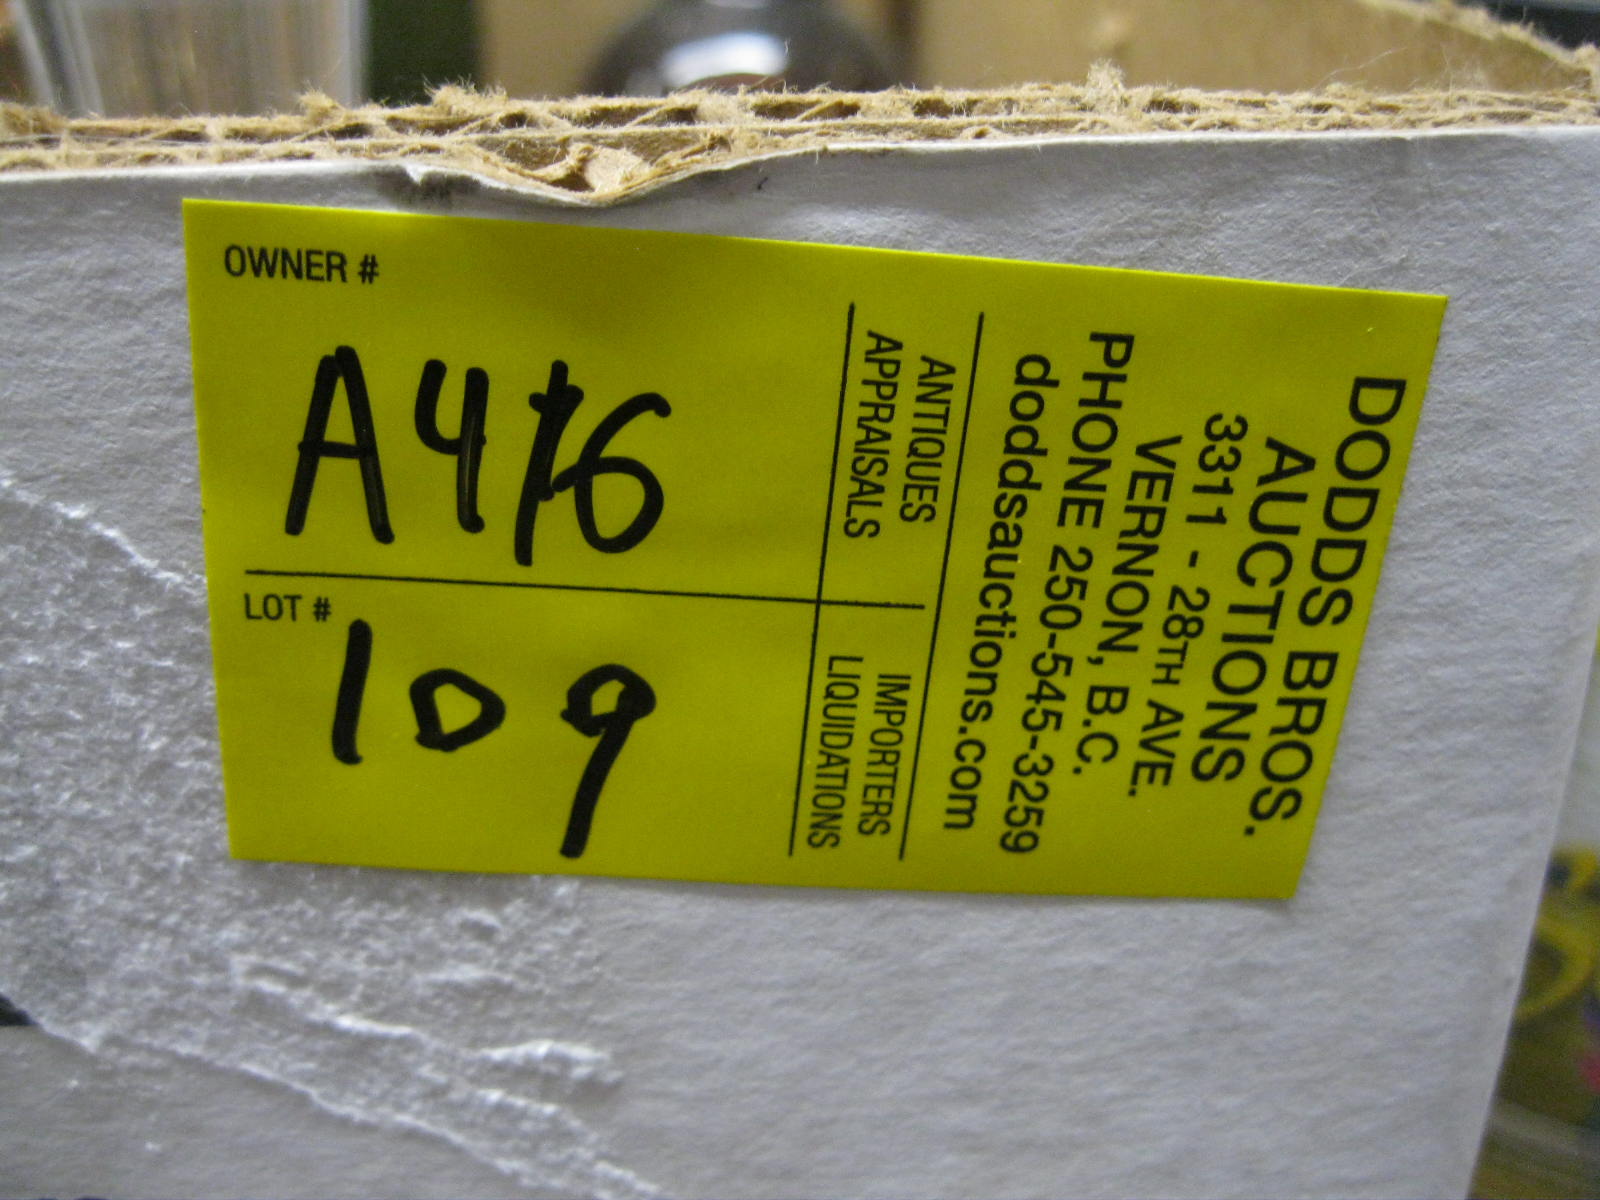 OWNER #
A416
LOT #
109
ANTIQUES
APPRAISALS
IMPORTERS
LIQUIDATIONS
DODDS BROS.
AUCTIONS
3311 - 28TH AVE.
VERNON, B.C.
PHONE 250-545-3259
doddsauctions.com